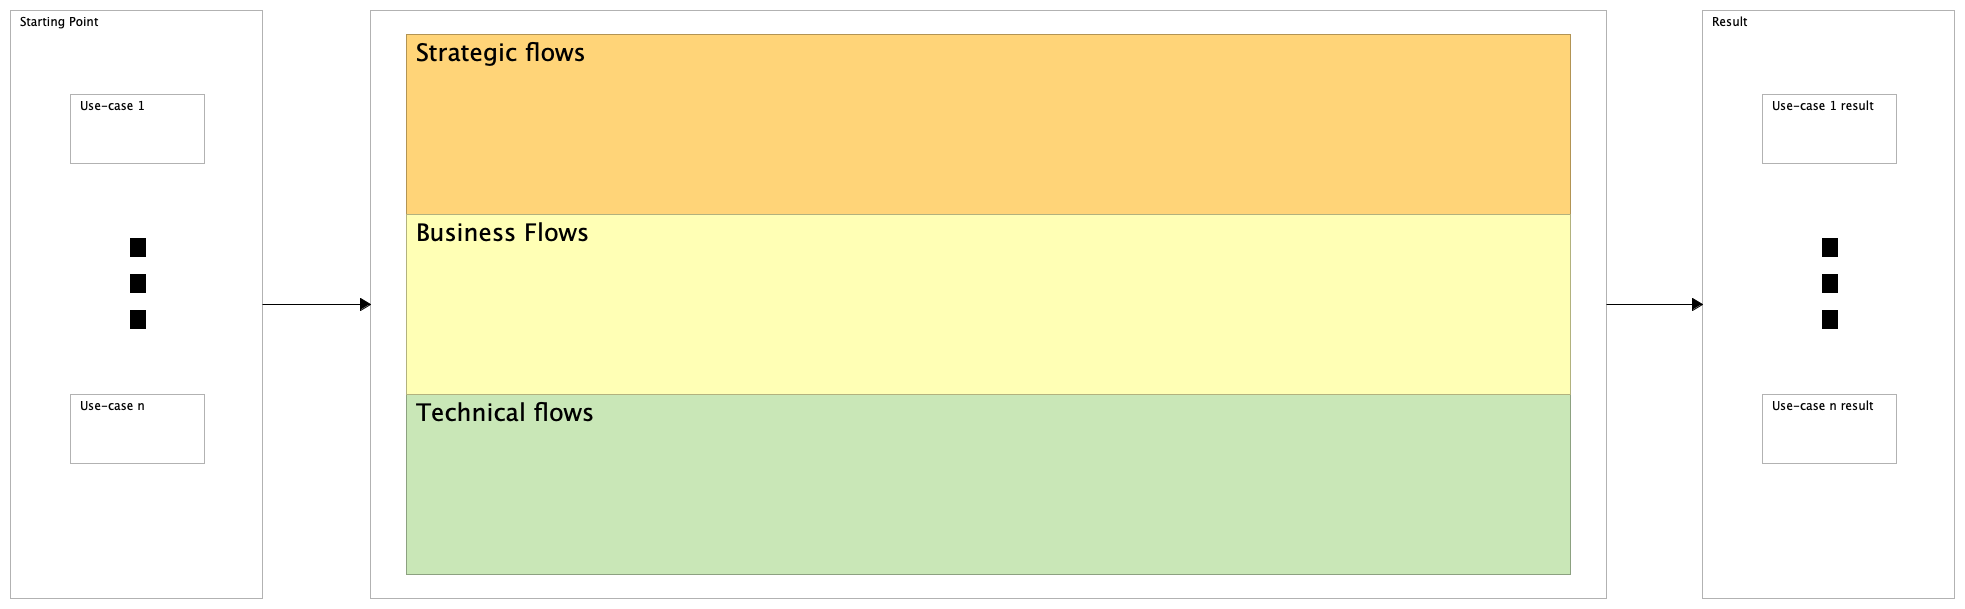 Starting Point
Use-case 1
Use-case n
Strategic flows
Business Flows
Technical flows
Result
Use-case 1 result
Use-case n result